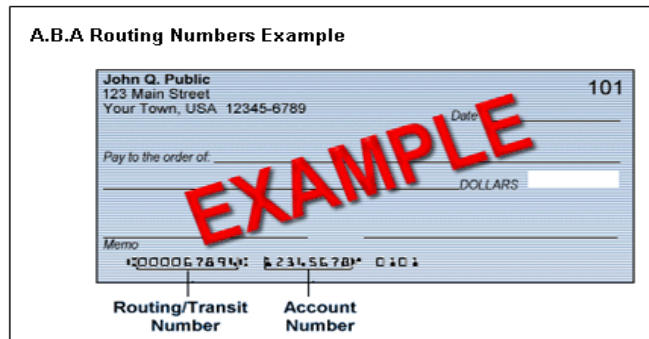 A.B.A Routing Numbers Example
John Q. Public
101
123 Main Street
Your Town, USA 12345-6789
Date
Pay to the order of:
DOLLARS
EXAMPLE
Memo
⑆000067894⑆ 12345678⑈ 0101
Routing/Transit Number
Account Number